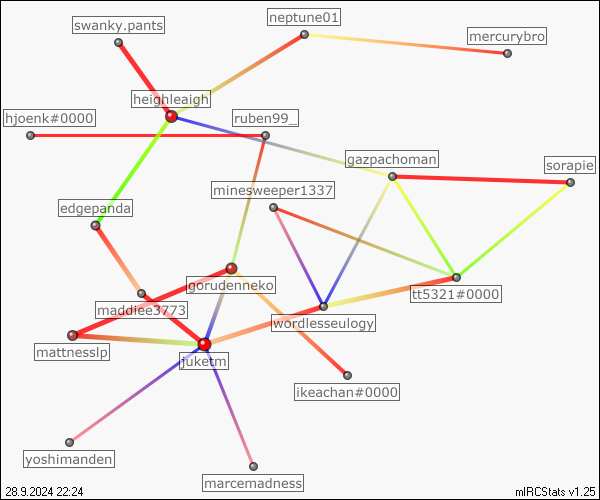 neptune01
swanky.pants
mercurybro
heighleaigh
hjoenk#0000
ruben99_
gazpachoman
sorapie
minesweeper1337
edgepanda
gorudenneko
tt5321#0000
maddiee3773
wordlesseulogy
mattnesslp
juketm
ikeachan#0000
yoshimanden
marcemadness
28.9.2024 22:24
mIRCStats v1.25